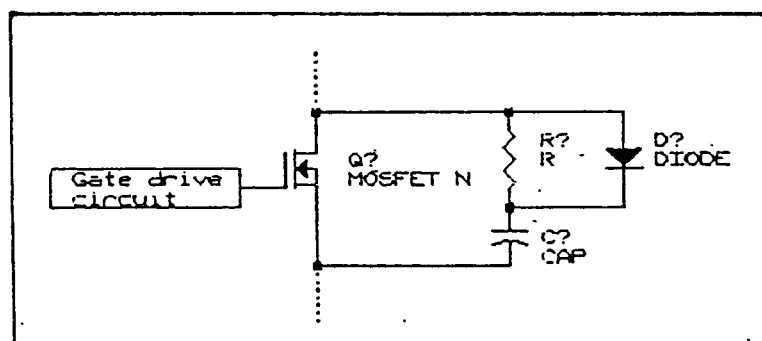 Gate drive
circuit
Q?
MOSFET N
R?
R
D?
DIODE
C?
CAP